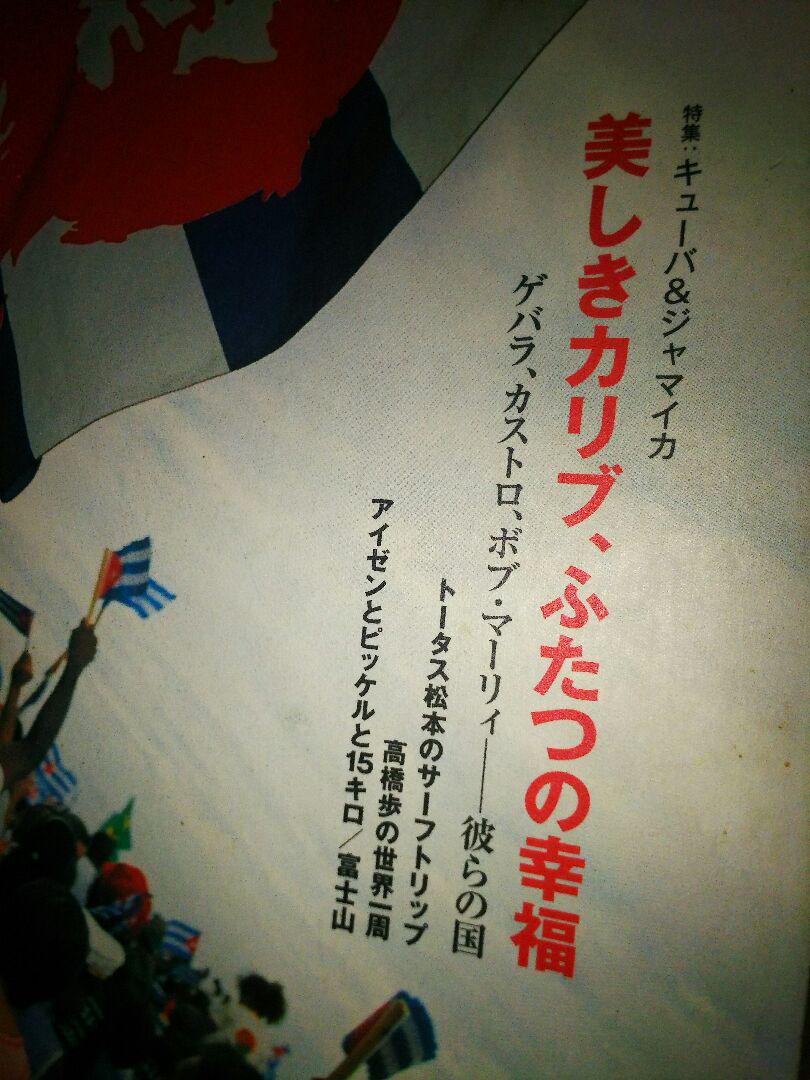 特集：キューバ&ジャマイカ
美しきカリブ、ふたつの幸福
ゲバラ、カストロ、ボブ・マーリィ――彼らの国
トータス松本のサーフトリップ
高橋歩の世界一周
アイゼンとピッケルと15キロ／富士山